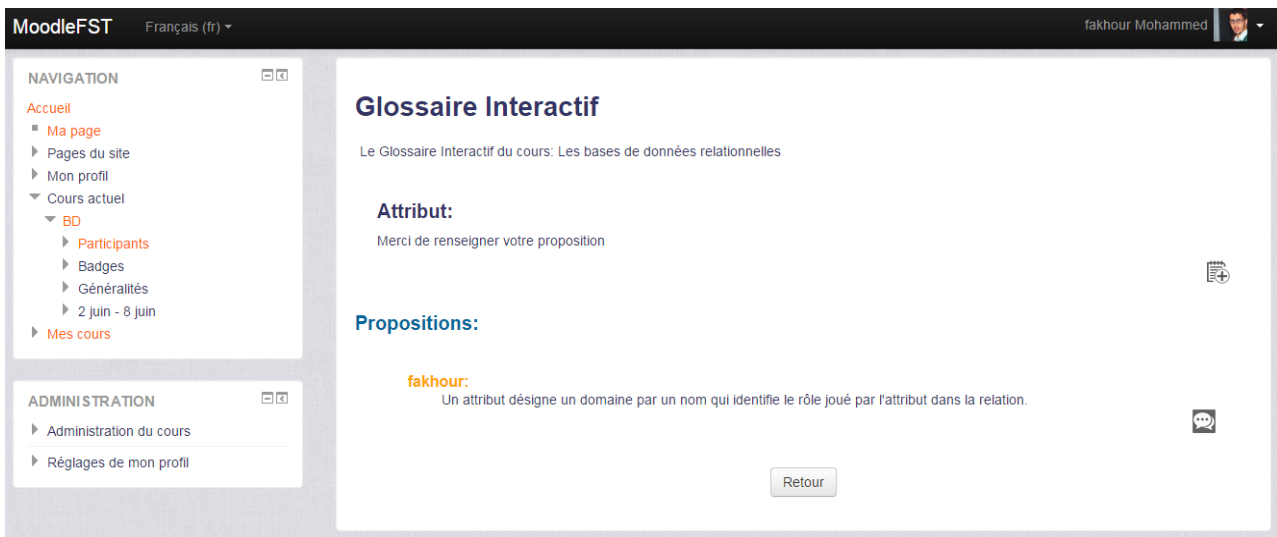 MoodleFST Français (fr) fakhour Mohammed
NAVIGATION
Accueil
Ma page
Pages du site
Mon profil
Cours actuel
BD
Participants
Badges
Généralités
2 juin - 8 juin
Mes cours
ADMINISTRATION
Administration du cours
Réglages de mon profil
Glossaire Interactif
Le Glossaire Interactif du cours: Les bases de données relationnelles
Attribut:
Merci de renseigner votre proposition
Propositions:
fakhour:
Un attribut désigne un domaine par un nom qui identifie le rôle joué par l'attribut dans la relation.
Retour